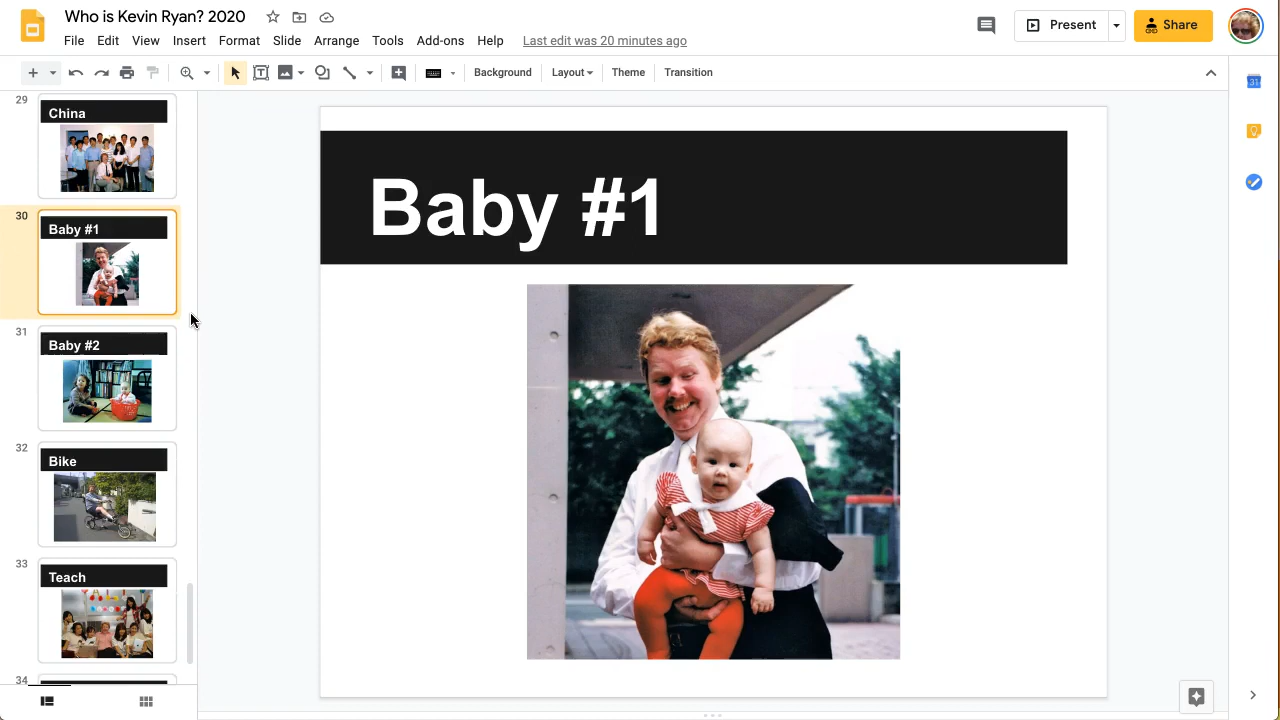 Who is Kevin Ryan? 2020
File Edit View Insert Format Slide Arrange Tools Add-ons Help Last edit was 20 minutes ago
Present
Share
Background Layout Theme Transition
31
29
China
30
Baby #1
31
Baby #2
32
Bike
33
Teach
34
Baby #1